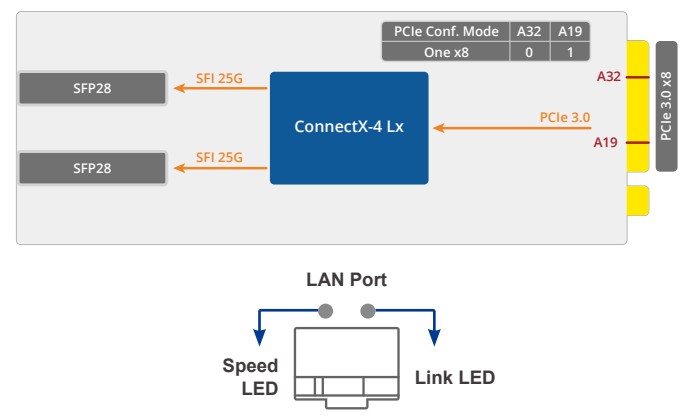 PCIe Conf. Mode A32 A19
One x8 0 1
SFP28
SFI 25G
ConnectX-4 Lx
PCIe 3.0
A32
A19
PCIe 3.0 x8
SFP28
SFI 25G
LAN Port
Speed
LED
Link LED